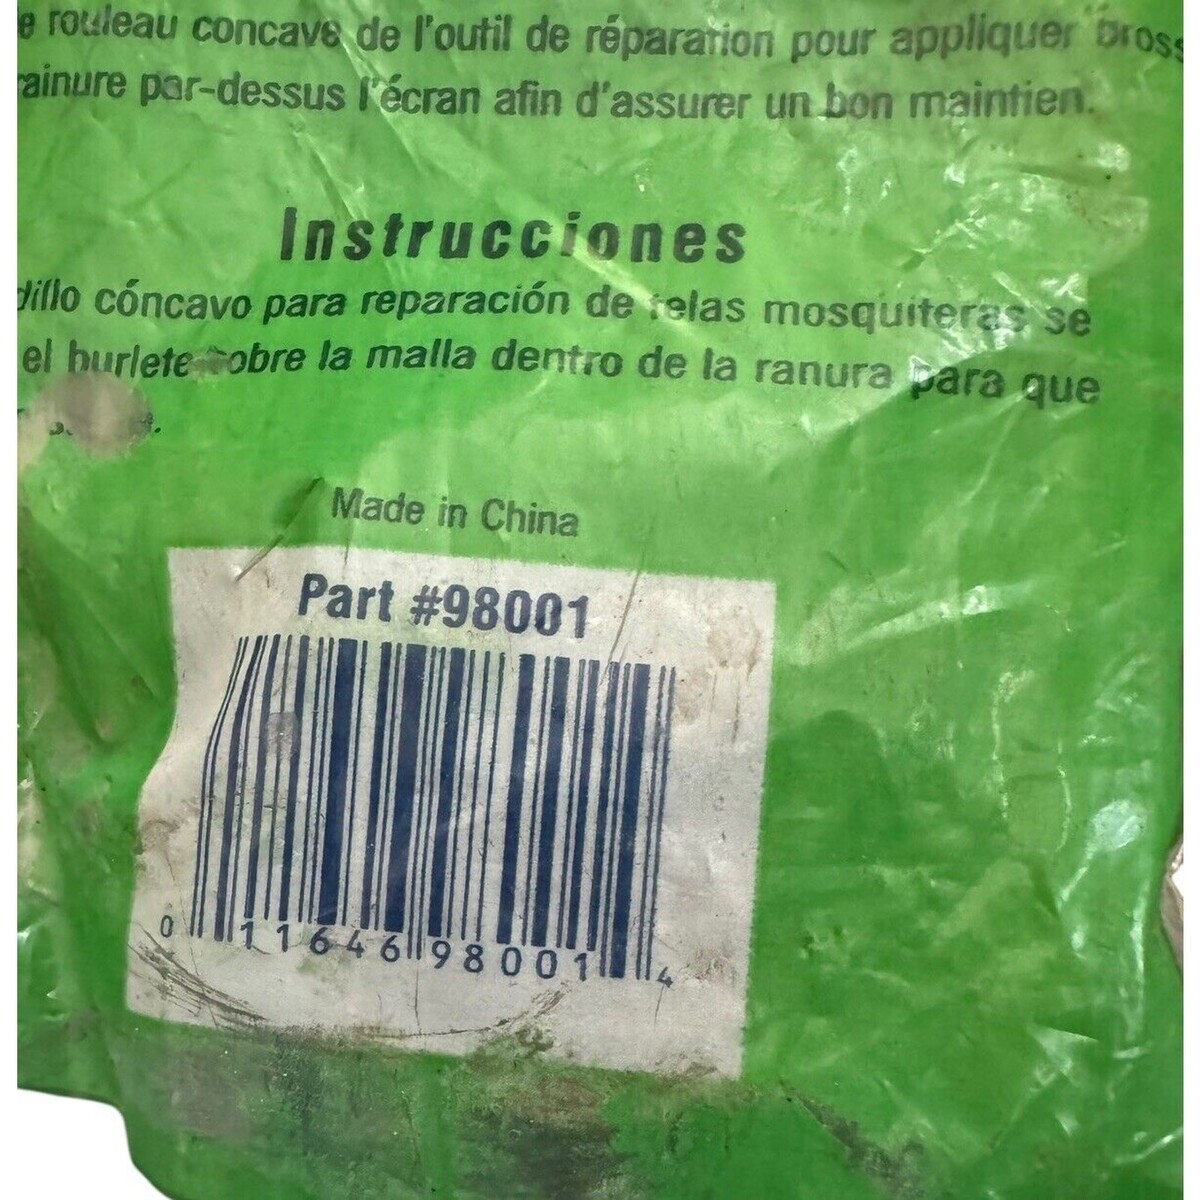 e rouleau concave de l'outil de réparation pour appliquer
ainure par-dessus l'écran afin d'assurer un bon maintien.
Instrucciones
dillo cóncavo para reparación de telas mosquiteras se
el burlete sobre la malla dentro de la ranura para que
Made in China
Part #98001
0 11646 98001 4